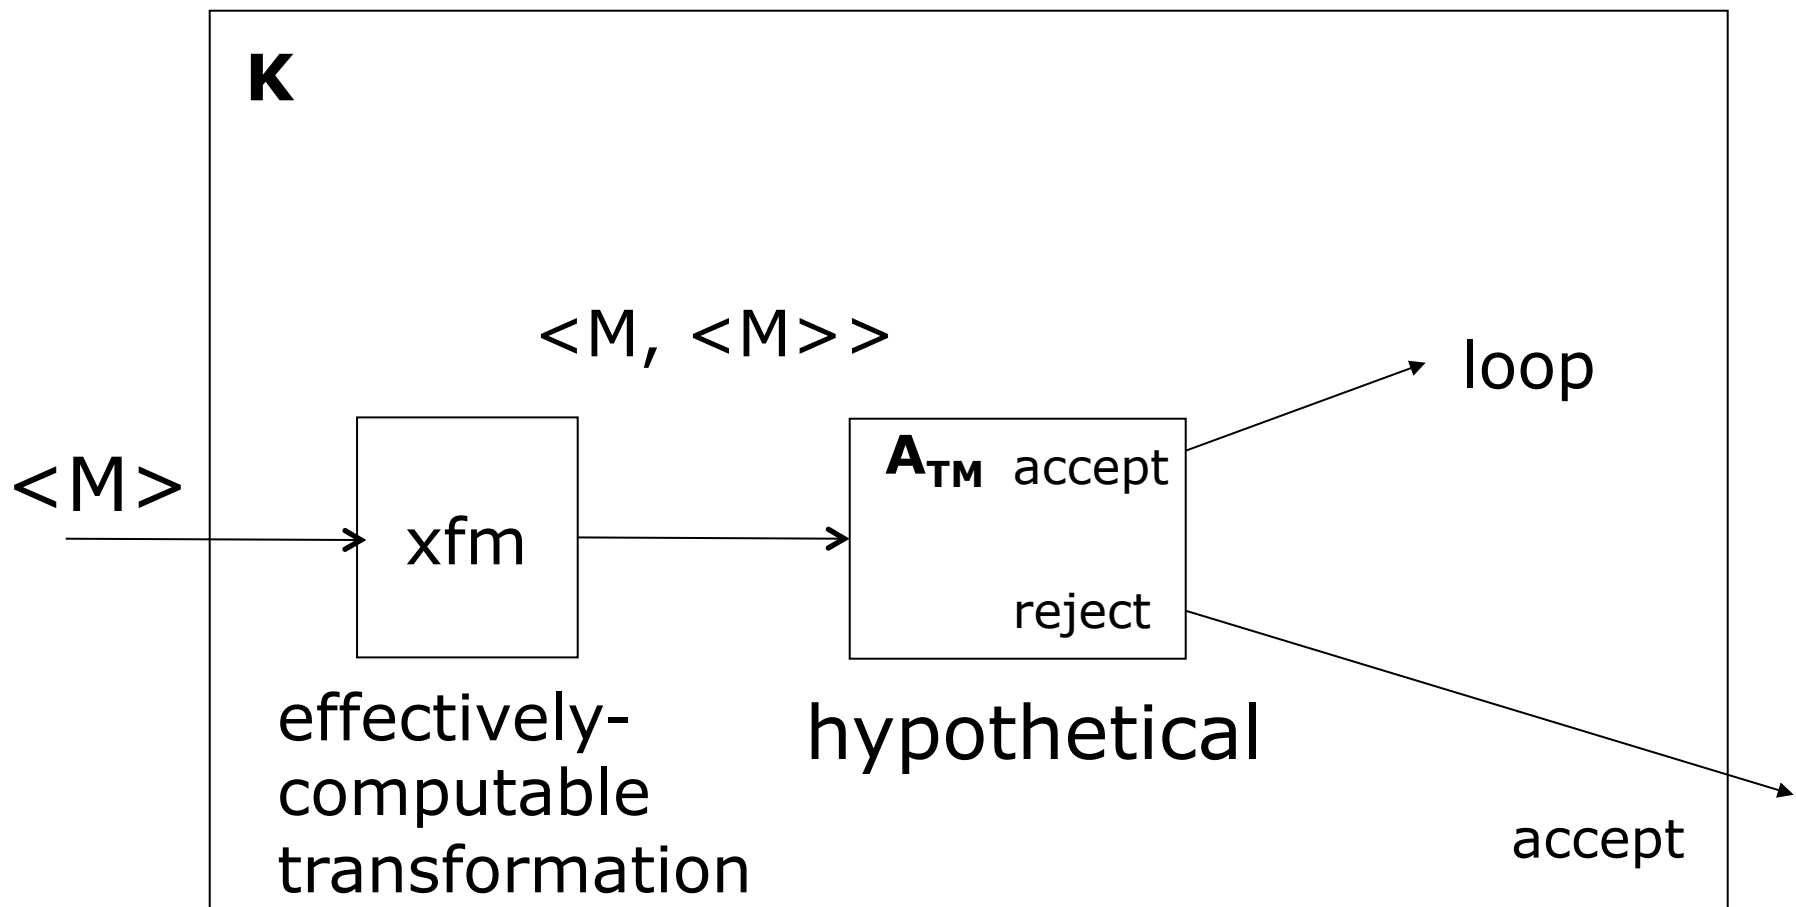 K
<M, <M>>
loop
<M>
xfm
A_TM accept
reject
effectively-
computable
transformation
hypothetical
accept